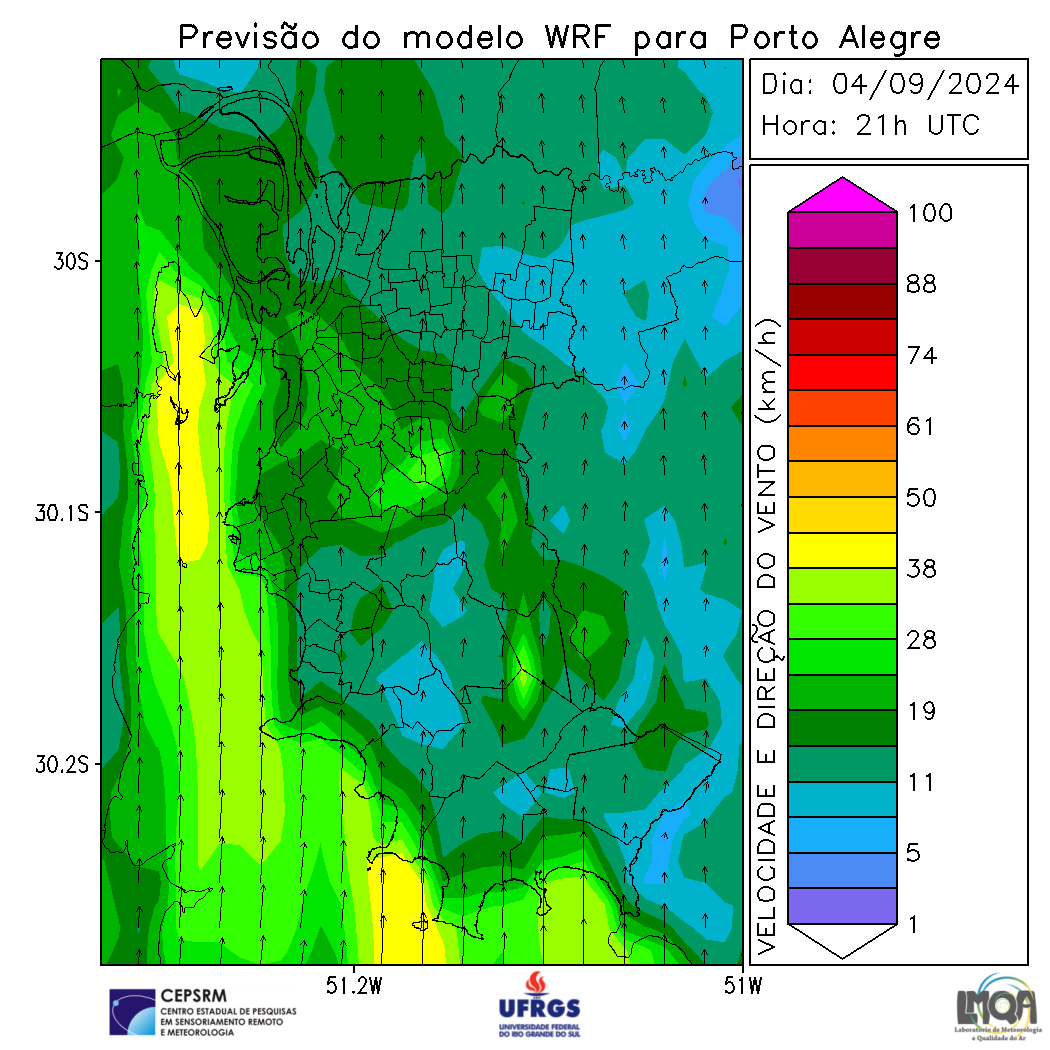 Previsão do modelo WRF para Porto Alegre
Dia: 04/09/2024
Hora: 21h UTC
30S
30.1S
30.2S
51.2W
51W
VELOCIDADE E DIREÇÃO DO VENTO (km/h)
100
88
74
61
50
38
28
19
11
5
1
CEPSRM
CENTRO ESTADUAL DE PESQUISAS
EM SENSORIAMENTO REMOTO
E METEOROLOGIA
UFRGS
UNIVERSIDADE FEDERAL
DO RIO GRANDE DO SUL
LMQA
Laboratório de Meteorologia
e Qualidade do Ar